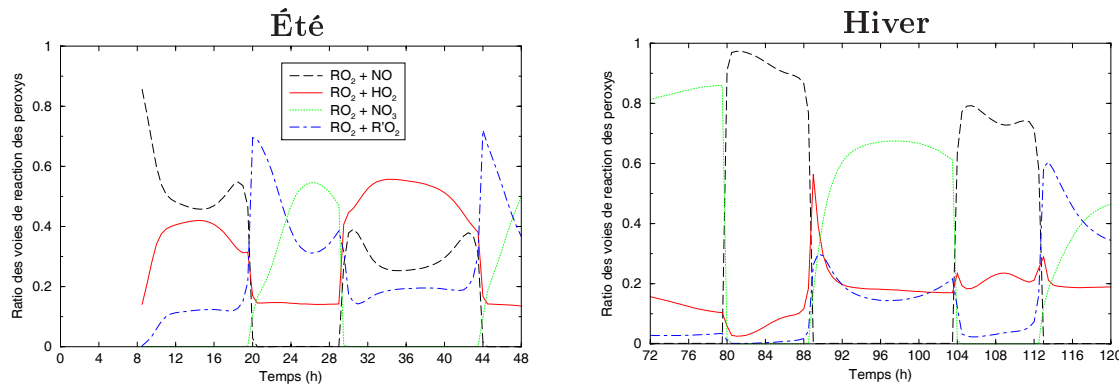 Été
Ratio des voies de reaction des peroxys
1
0.8
0.6
0.4
0.2
0
0 4 8 12 16 20 24 28 32 36 40 44 48
Temps (h)
RO2 + NO
RO2 + HO2
RO2 + NO3
RO2 + R'O2
Hiver
Ratio des voies de reaction des peroxys
1
0.8
0.6
0.4
0.2
0
72 76 80 84 88 92 96 100 104 108 112 116 120
Temps (h)